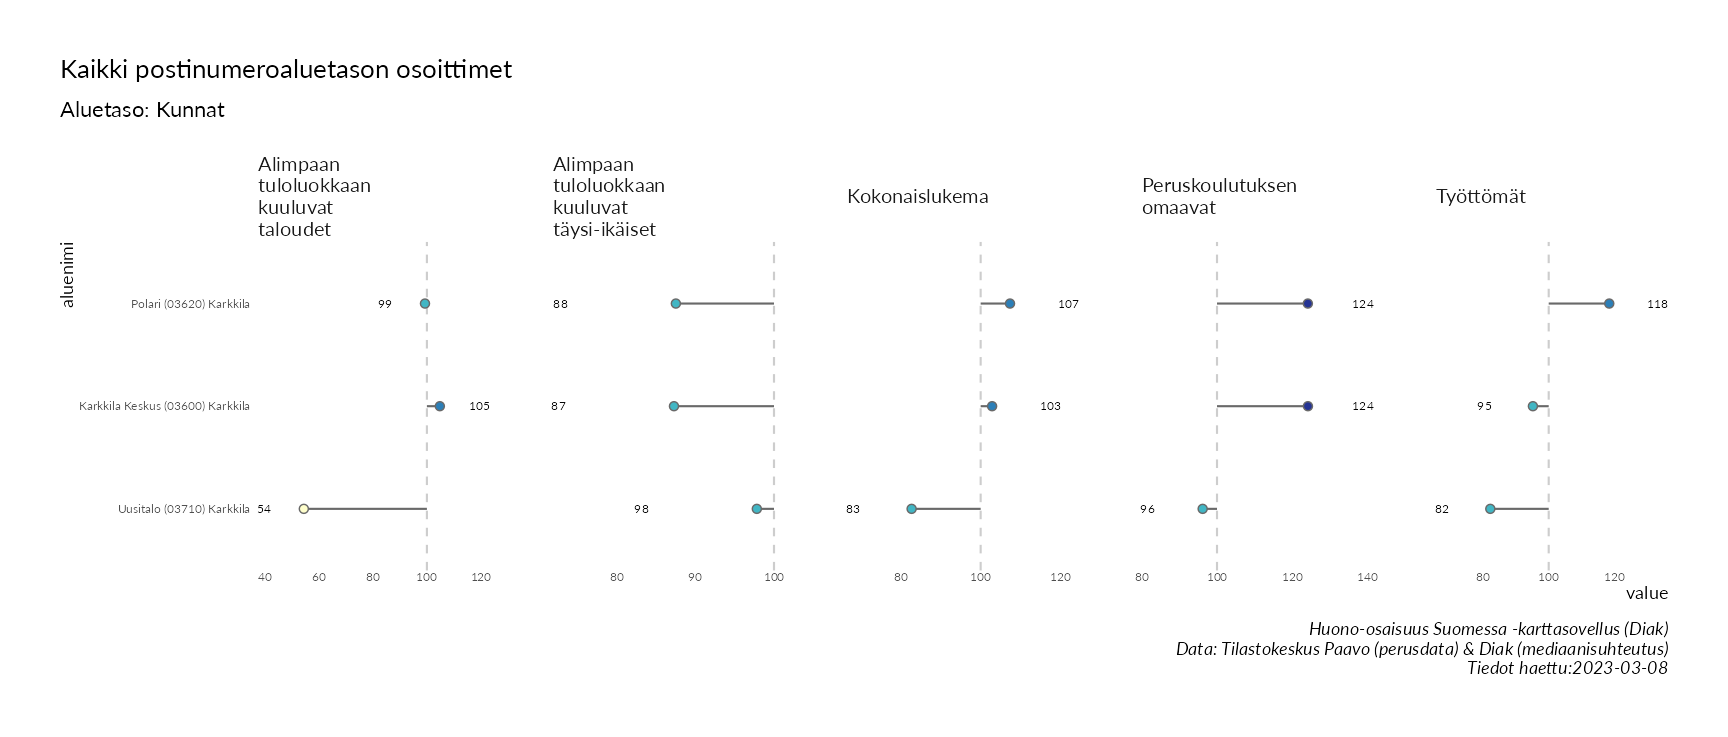 Kaikki postinumeroaluetason osoittimet
Aluetaso: Kunnat
Alimpaan
tuloluokkaan
kuuluvat
taloudet
Alimpaan
tuloluokkaan
kuuluvat
täysi-ikäiset
Kokonaislukema
Peruskoulutuksen
omaavat
Työttömät
aluenimi
Polari (03620) Karkkila 99 88 107 124 118
Karkkila Keskus (03600) Karkkila 105 87 103 124 95
Uusitalo (03710) Karkkila 54 98 83 96 82
40 60 80 100 120 80 90 100 80 100 120 80 100 120 140 80 100 120
value
Huono-osaisuus Suomessa -karttasovellus (Diak)
Data: Tilastokeskus Paavo (perusdata) & Diak (mediaanisuhteutus)
Tiedot haettu:2023-03-08